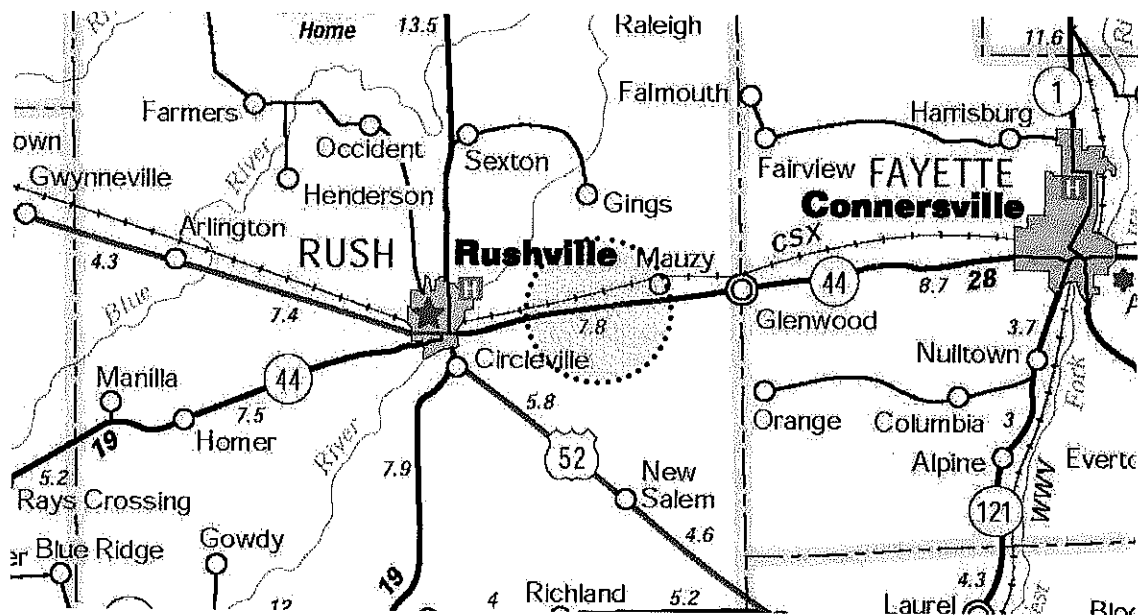 Home
13.5
Raleigh
11.6
Farmers
Falmouth
Harrisburg
1
own
Occident
Sexton
Fairview
FAYETTE
H
Gwynneville
River
Henderson
Gings
Connersville
Arlington
RUSH
Rushville
Mauzy
CSX
4.3
H
44
8.7
28
Blue
7.4
7.8
Glenwood
3.7
Circleville
Nulltown
Manilla
44
5.8
Fork
7.5
Orange
Columbia
3
19
Homer
River
7.9
52
Alpine
Everto
5.2
New
Salem
WMV
Rays Crossing
121
Gowdy
4.6
er Blue Ridge
19
4.3
12
4
Richland
5.2
Laurel
Bloo